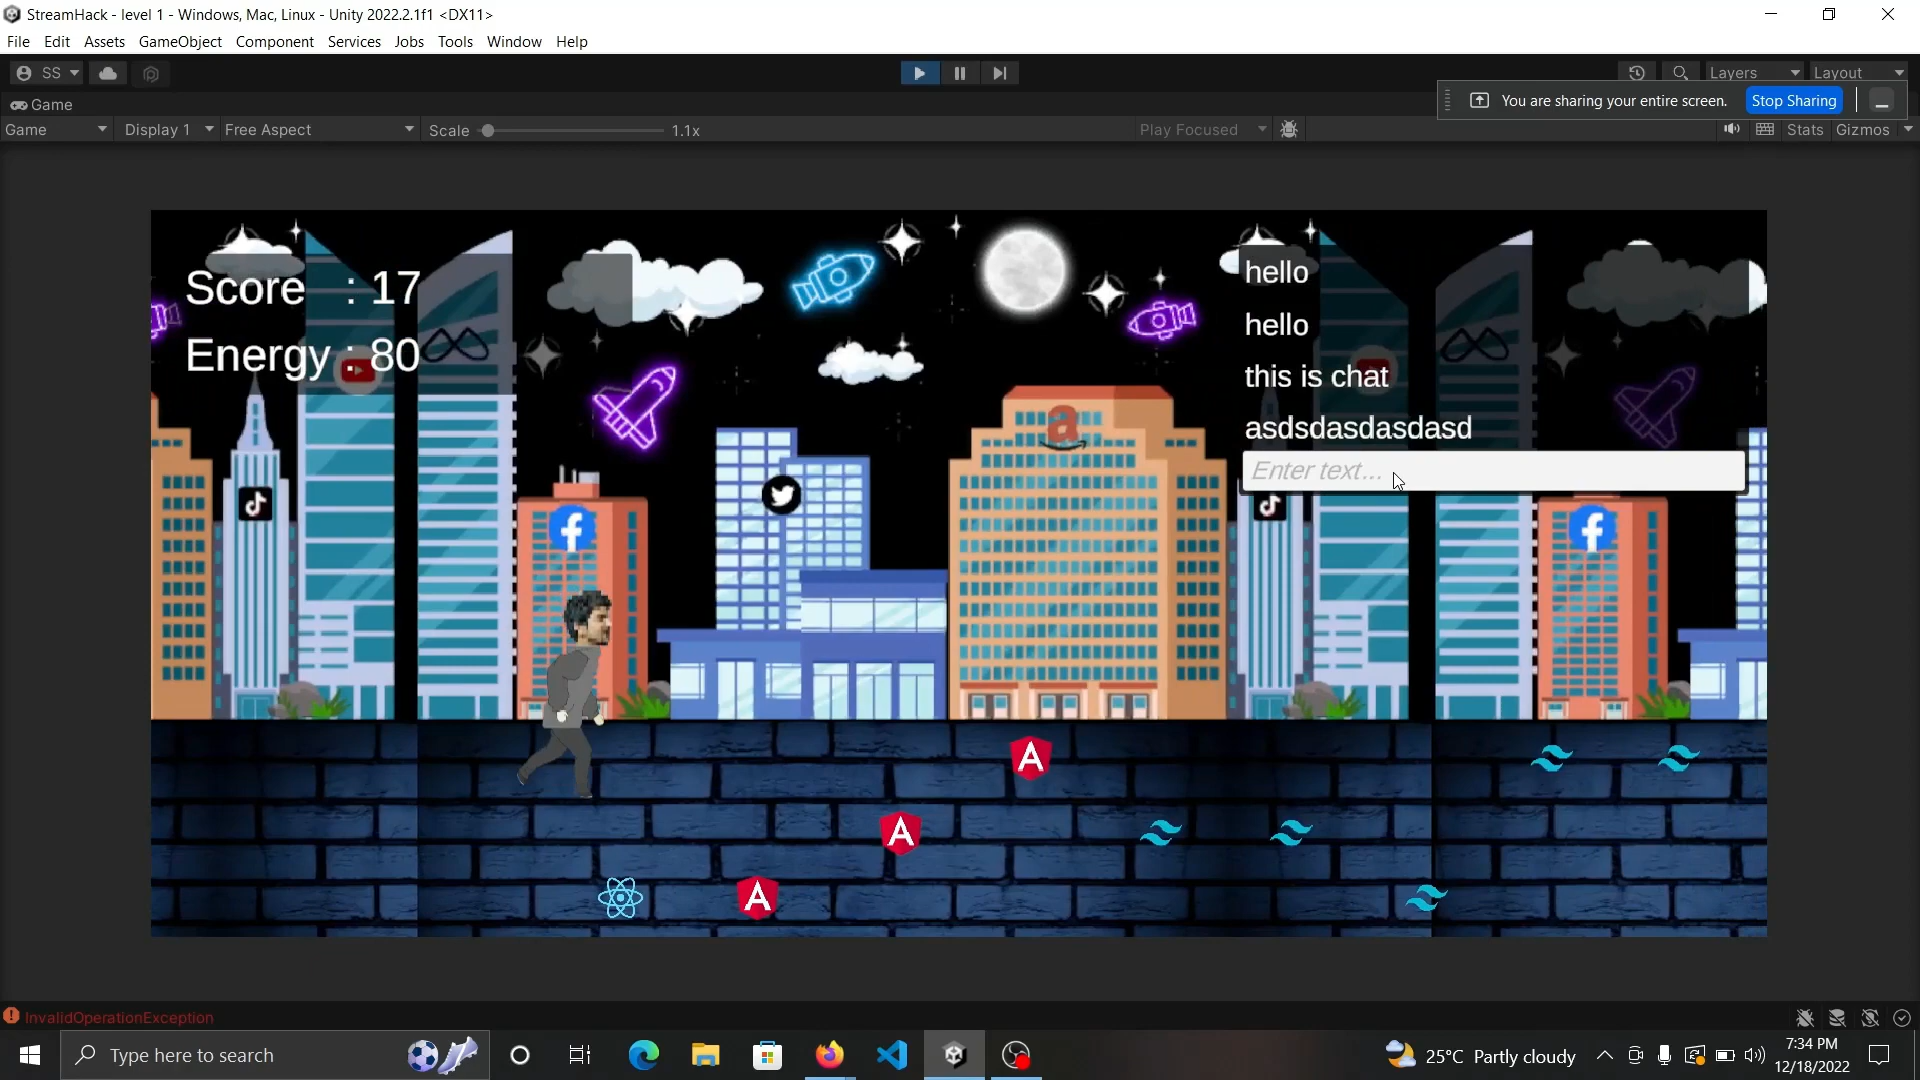 StreamHack - level 1 - Windows, Mac, Linux - Unity 2022.2.1f1 <DX11>
File Edit Assets GameObject Component Services Jobs Tools Window Help
SS
Layers
Layout
Game
You are sharing your entire screen.
Stop Sharing
Game
Display 1
Free Aspect
Scale
1.1x
Play Focused
Stats
Gizmos
Score : 17
Energy : 80
hello
hello
this is chat
asdsdasdasdasd
Enter text...
a
f
f
A
A
A
InvalidOperationException
Type here to search
25°C Partly cloudy
7:34 PM
12/18/2022